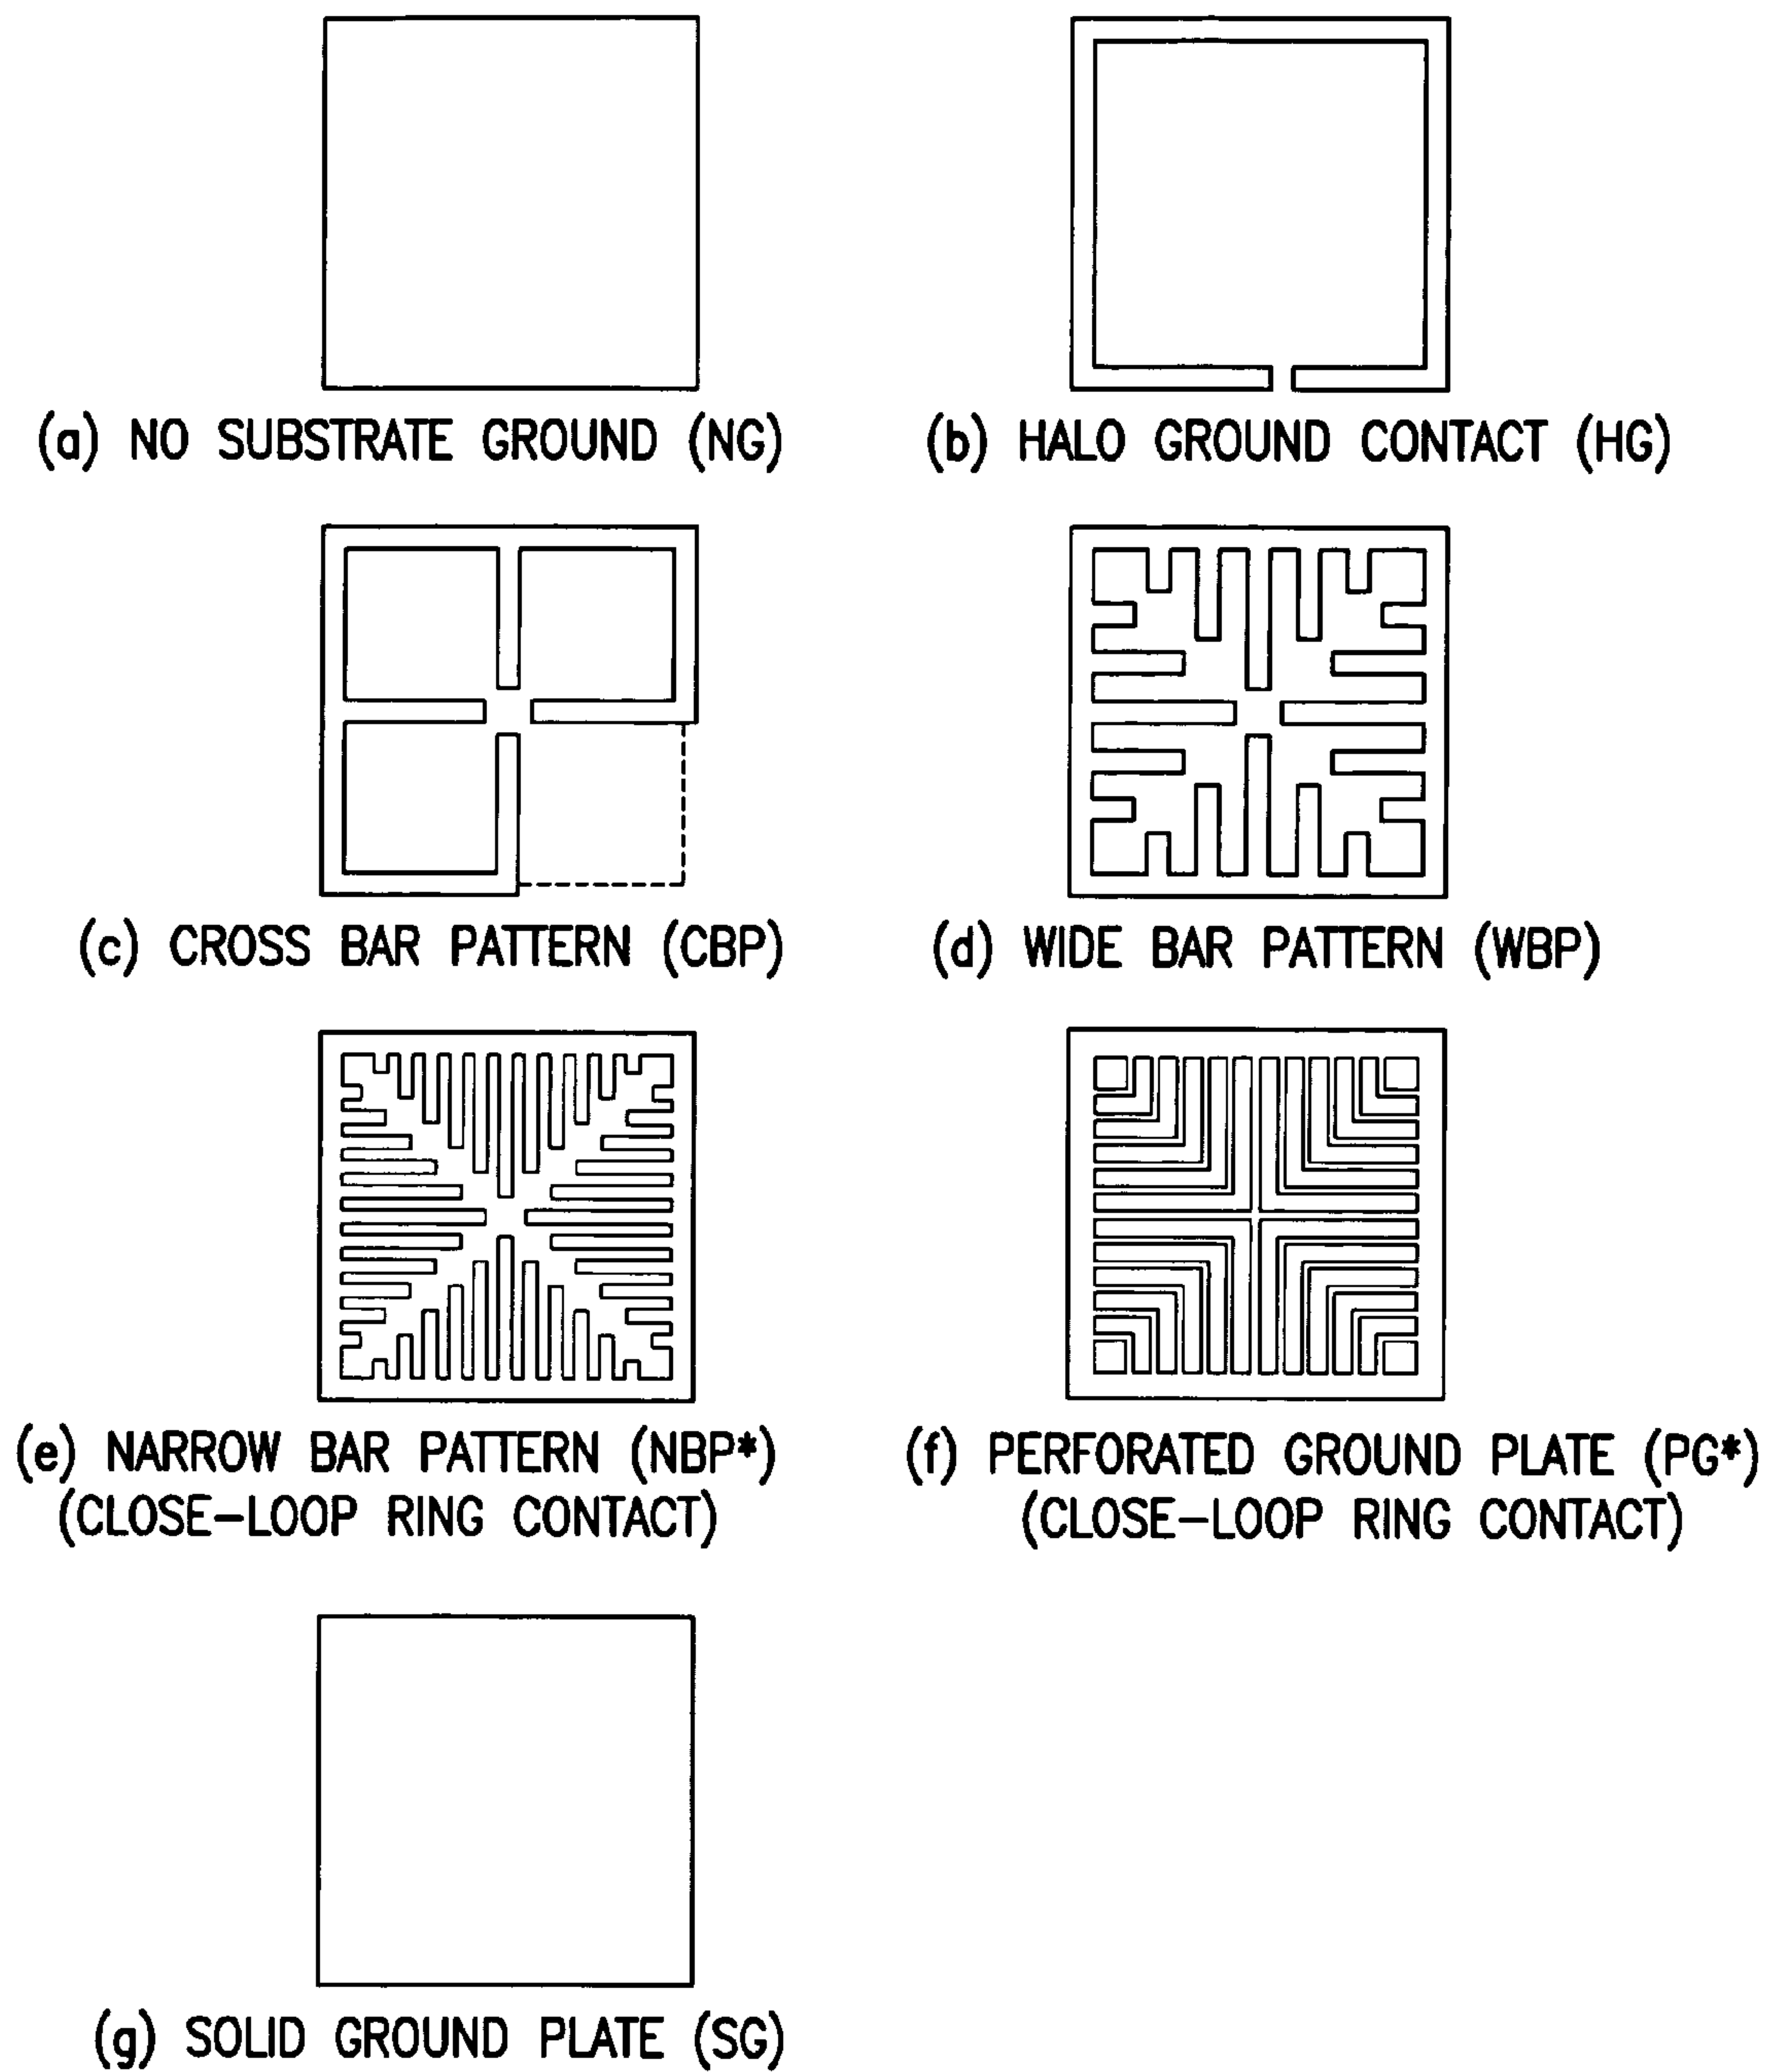 (a) NO SUBSTRATE GROUND (NG)
(b) HALO GROUND CONTACT (HG)
(c) CROSS BAR PATTERN (CBP)
(d) WIDE BAR PATTERN (WBP)
(e) NARROW BAR PATTERN (NBP*)
(CLOSE-LOOP RING CONTACT)
(f) PERFORATED GROUND PLATE (PG*)
(CLOSE-LOOP RING CONTACT)
(g) SOLID GROUND PLATE (SG)